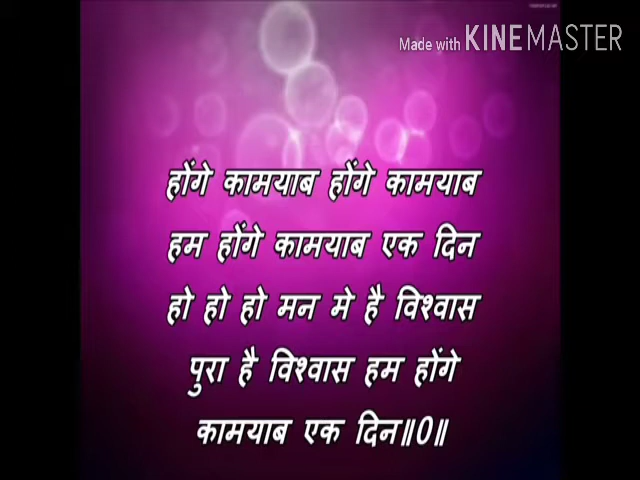 Made with KINEMASTER
होंगे कामयाब होंगे कामयाब
हम होंगे कामयाब एक दिन
हो हो हो मन मे है विश्वास
पुरा है विश्वास हम होंगे
कामयाब एक दिन॥0॥